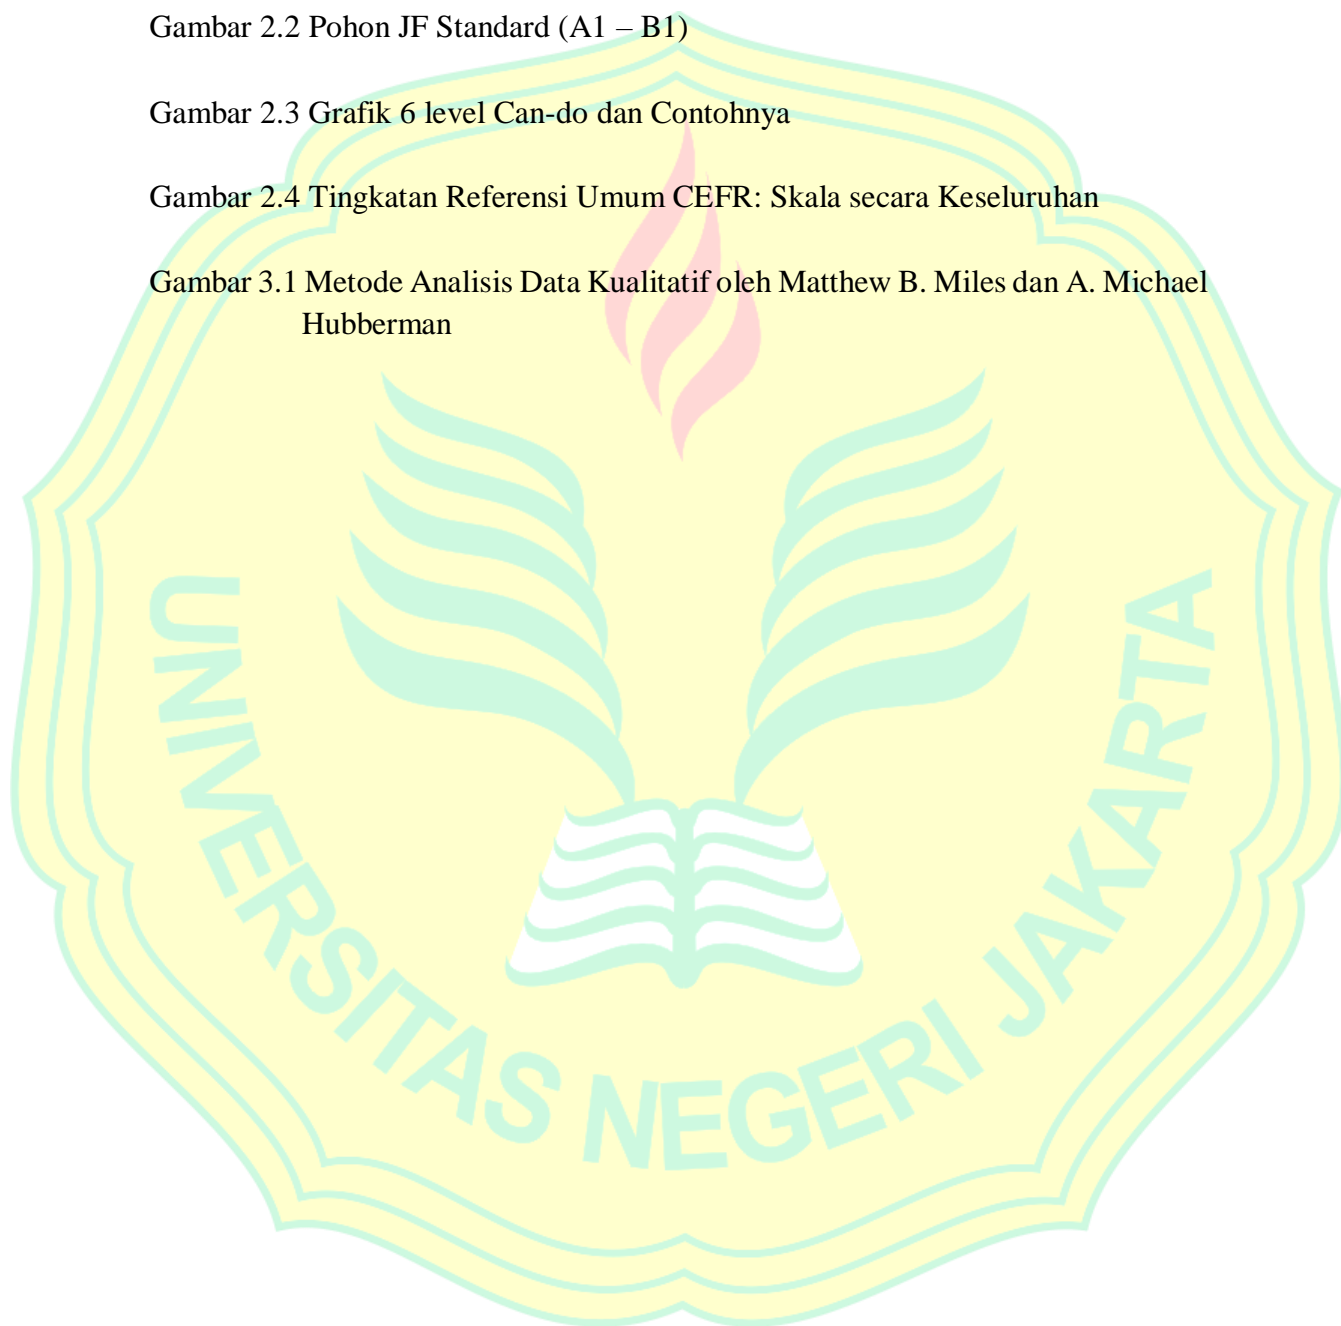 Gambar 2.2 Pohon JF Standard (A1 – B1)
Gambar 2.3 Grafik 6 level Can-do dan Contohnya
Gambar 2.4 Tingkatan Referensi Umum CEFR: Skala secara Keseluruhan
Gambar 3.1 Metode Analisis Data Kualitatif oleh Matthew B. Miles dan A. Michael
Hubberman
UNIVERSITAS NEGERI JAKARTA